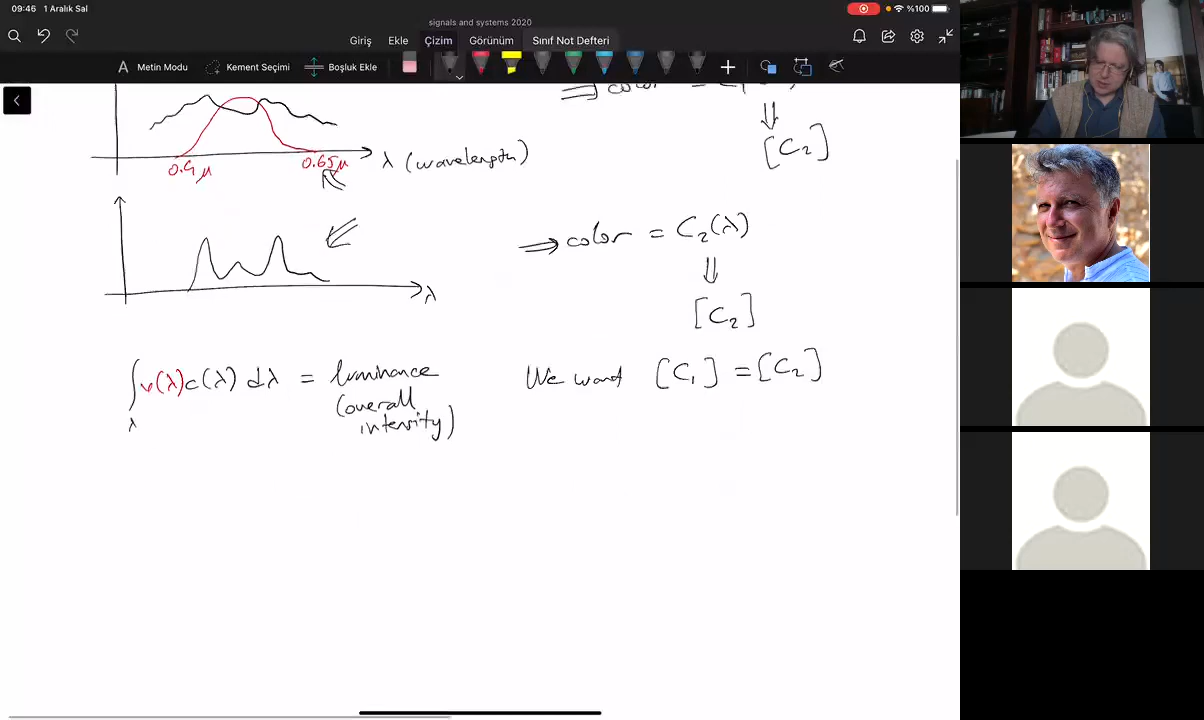 09:46 1 Aralık Sal
%100
signals and systems 2020
Giriş Ekle Çizim Görünüm Sınıf Not Defteri
A Metin Modu Kement Seçimi Boşluk Ekle
⇒ color =
⇓
[C₂]
0.4μ 0.65μ λ (wavelength)
⇒ color = C₂(λ)
⇓
λ
[C₂]
∫ v(λ)c(λ) dλ = luminance
λ
(overall
intensity)
We want [C₁] = [C₂]